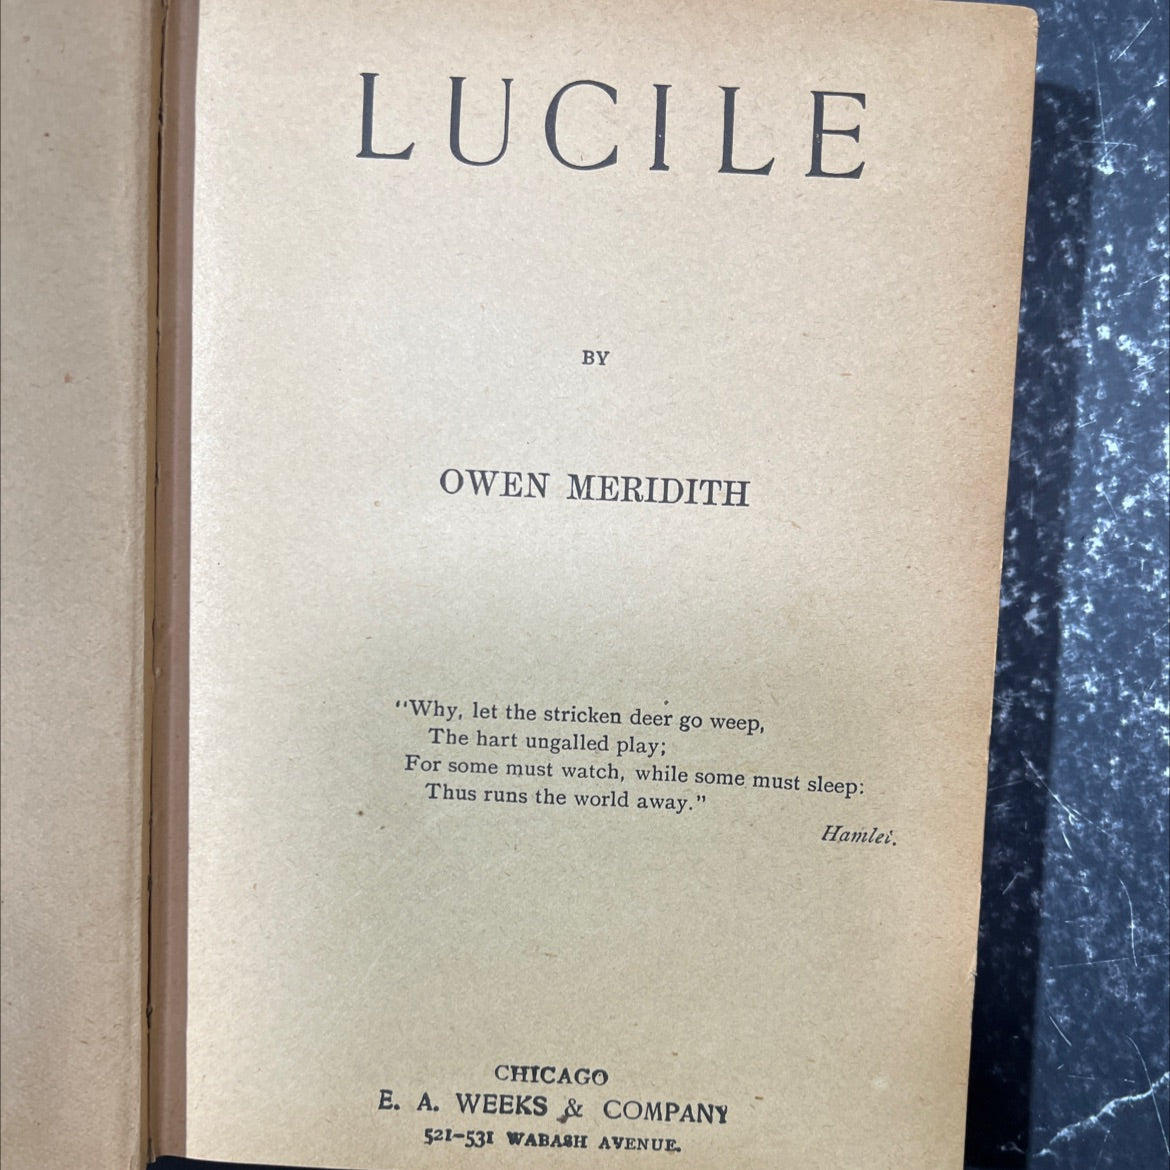 LUCILE
BY
OWEN MERIDITH
"Why, let the stricken deer go weep,
The hart ungalled play;
For some must watch, while some must sleep:
Thus runs the world away."
Hamlet.
CHICAGO
E. A. WEEKS & COMPANY
521-531 WABASH AVENUE.